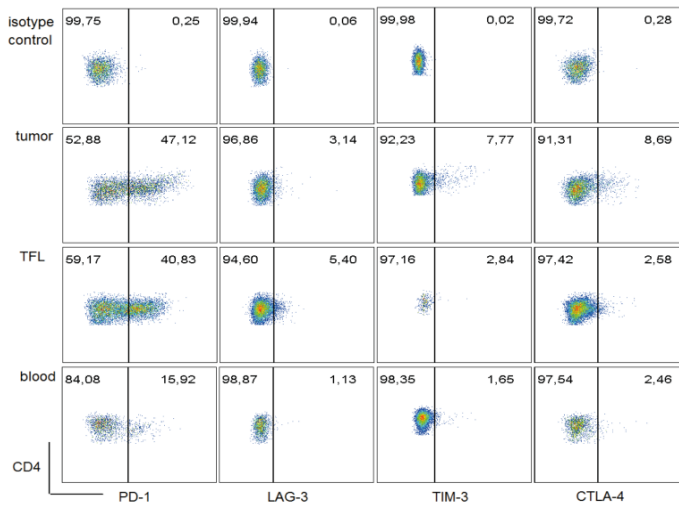 isotype control
99,75 0,25 99,94 0,06 99,98 0,02 99,72 0,28
tumor
52,88 47,12 96,86 3,14 92,23 7,77 91,31 8,69
TFL
59,17 40,83 94,60 5,40 97,16 2,84 97,42 2,58
blood
84,08 15,92 98,87 1,13 98,35 1,65 97,54 2,46
CD4
PD-1 LAG-3 TIM-3 CTLA-4